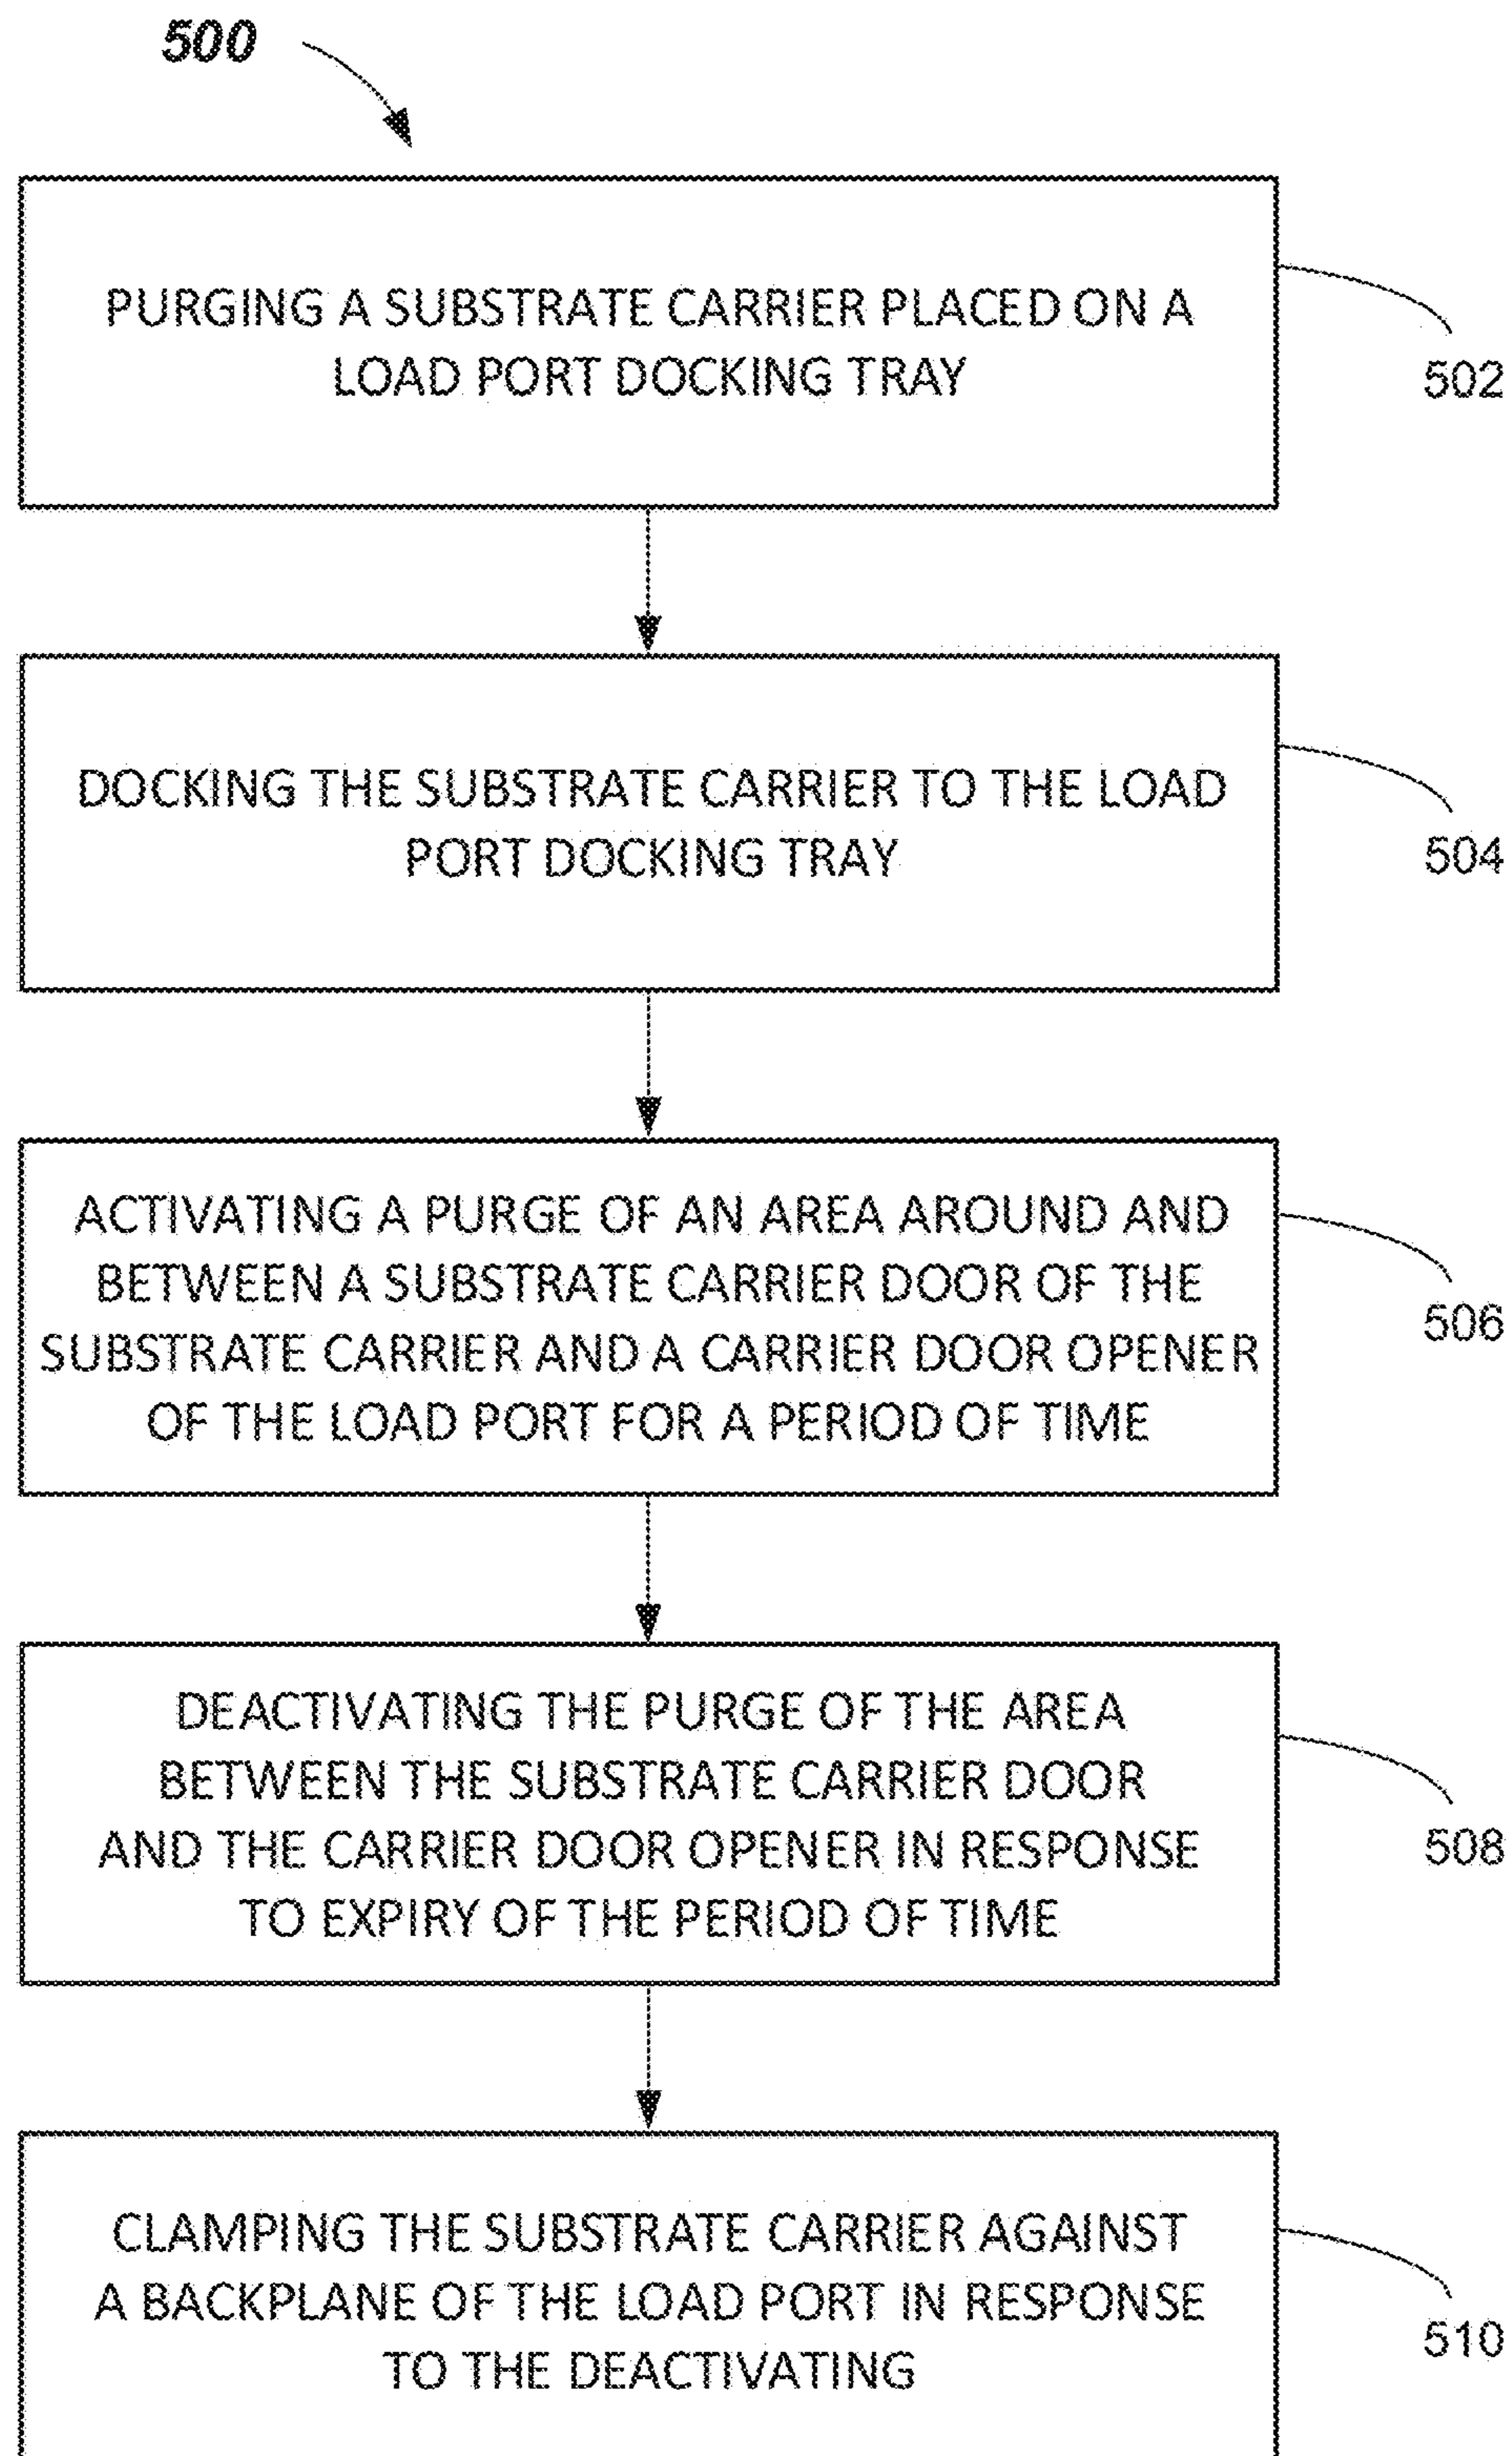 500
PURGING A SUBSTRATE CARRIER PLACED ON A
LOAD PORT DOCKING TRAY
502
DOCKING THE SUBSTRATE CARRIER TO THE LOAD
PORT DOCKING TRAY
504
ACTIVATING A PURGE OF AN AREA AROUND AND
BETWEEN A SUBSTRATE CARRIER DOOR OF THE
SUBSTRATE CARRIER AND A CARRIER DOOR OPENER
OF THE LOAD PORT FOR A PERIOD OF TIME
506
DEACTIVATING THE PURGE OF THE AREA
BETWEEN THE SUBSTRATE CARRIER DOOR
AND THE CARRIER DOOR OPENER IN RESPONSE
TO EXPIRY OF THE PERIOD OF TIME
508
CLAMPING THE SUBSTRATE CARRIER AGAINST
A BACKPLANE OF THE LOAD PORT IN RESPONSE
TO THE DEACTIVATING
510